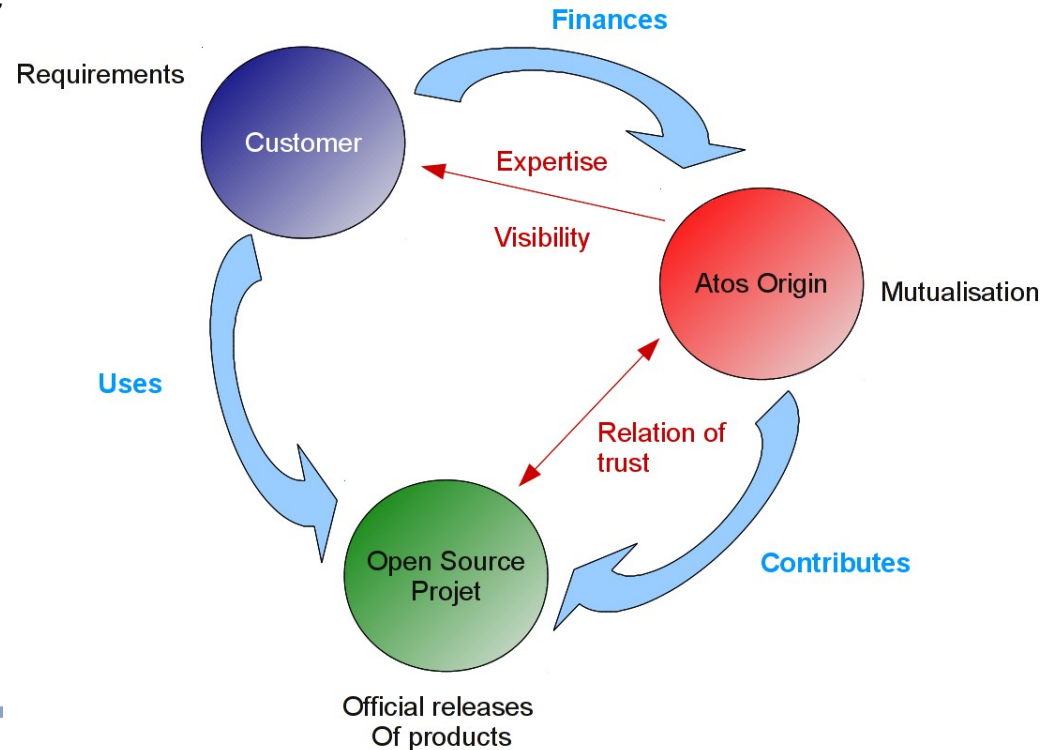 Finances
Requirements
Customer
Expertise
Visibility
Atos Origin
Mutualisation
Uses
Relation of
trust
Open Source
Projet
Contributes
Official releases
Of products